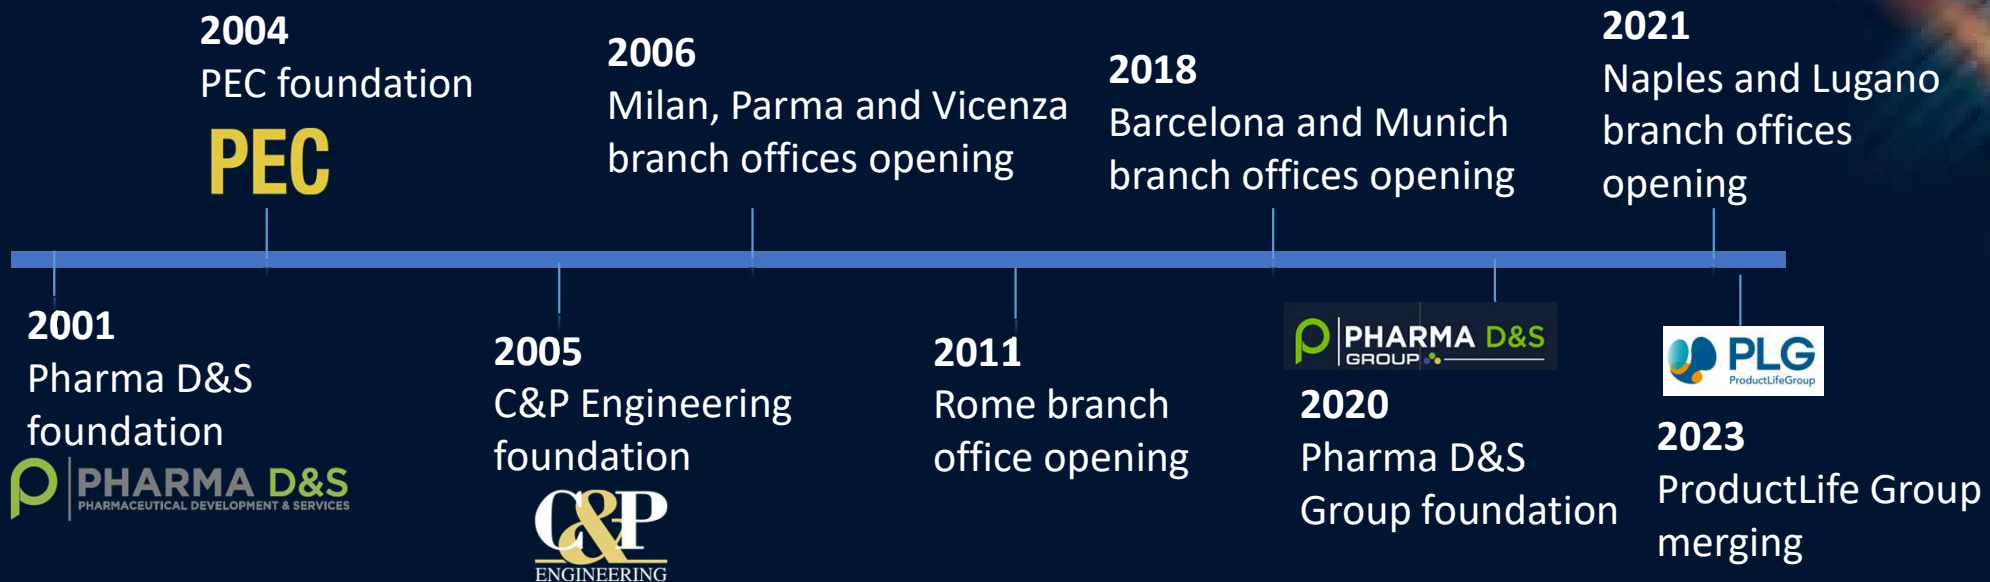 2004
PEC foundation
PEC
2006
Milan, Parma and Vicenza
branch offices opening
2018
Barcelona and Munich
branch offices opening
2021
Naples and Lugano
branch offices
opening
2001
Pharma D&S
foundation
PHARMA D&S
PHARMACEUTICAL DEVELOPMENT & SERVICES
2005
C&P Engineering
foundation
C&P
ENGINEERING
2011
Rome branch
office opening
PHARMA D&S
GROUP
2020
Pharma D&S
Group foundation
PLG
ProductLifeGroup
2023
ProductLife Group
merging